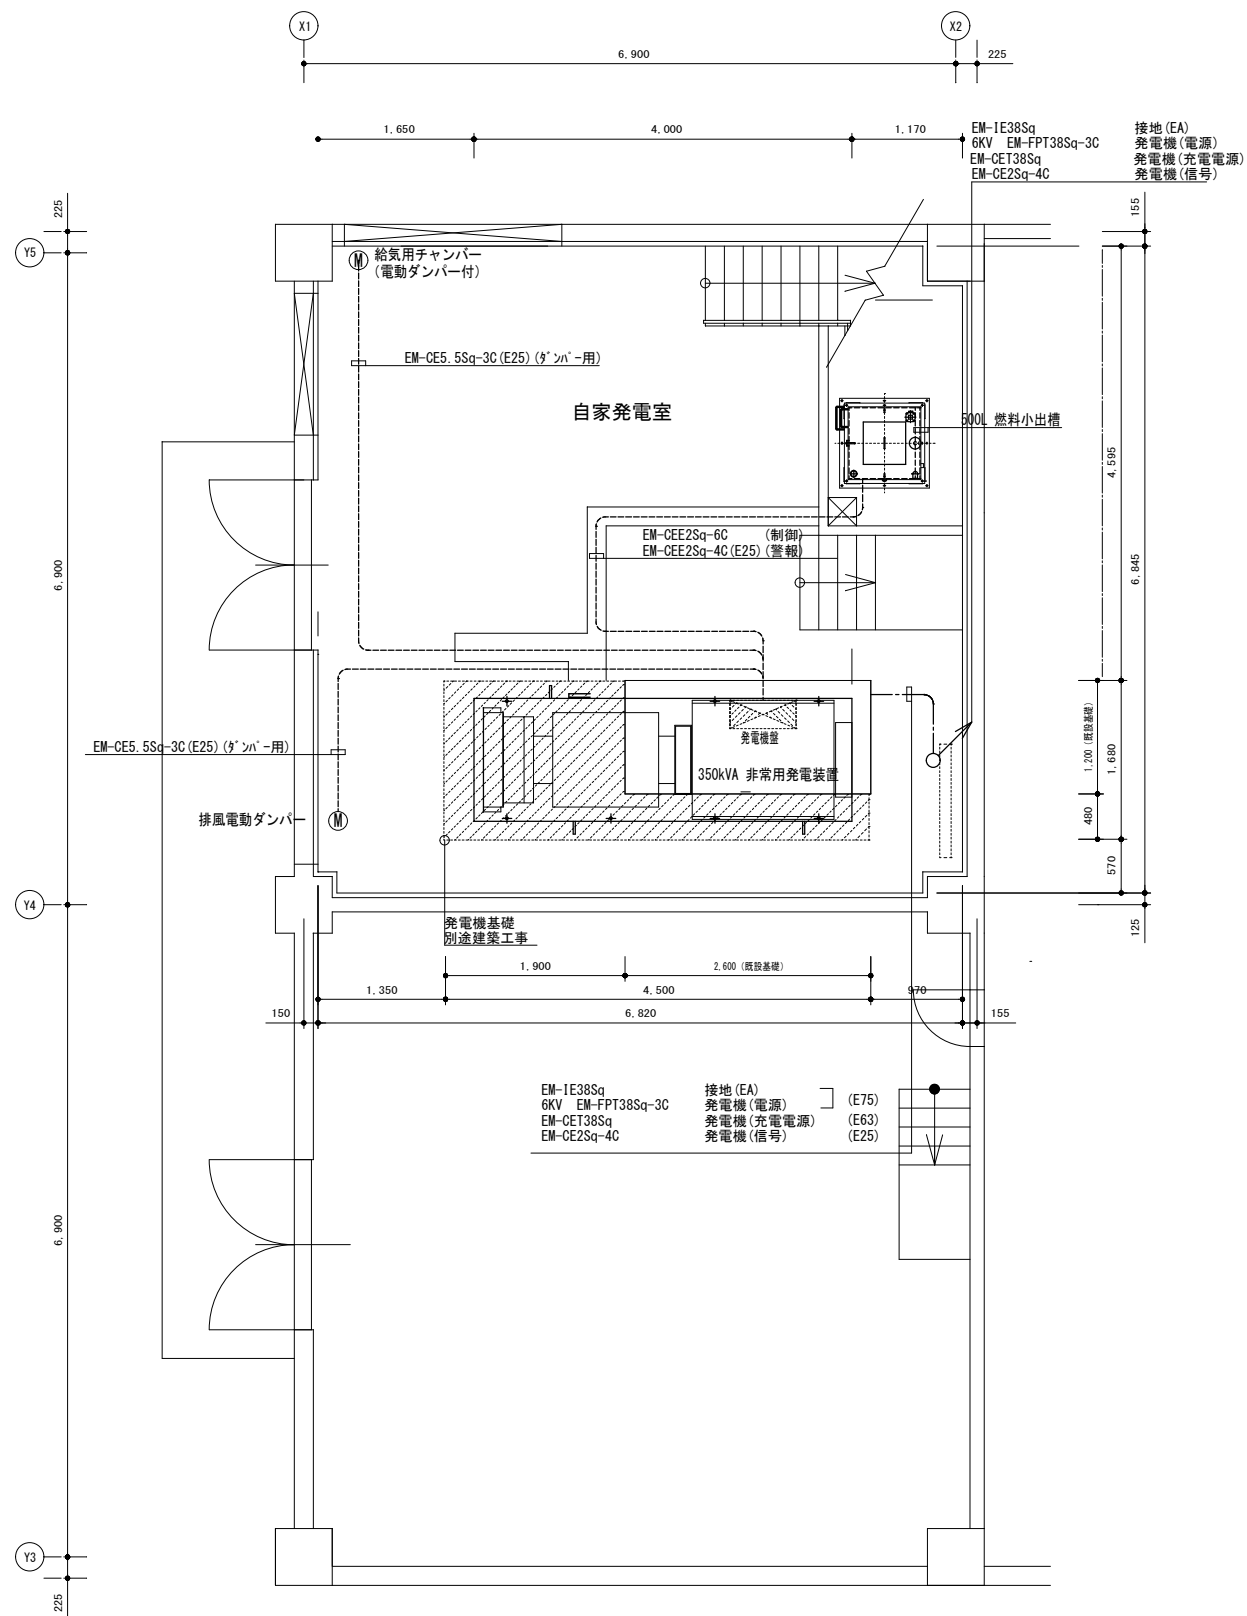 X1
X2
6,900
225
1,650
4,000
1,170
EM-IE38Sq 接地(EA)
6KV EM-FPT38Sq-3C 発電機(電源)
EM-CET38Sq 発電機(充電電源)
EM-CE2Sq-4C 発電機(信号)
225
155
Y5
M
給気用チャンバー
(電動ダンパー付)
EM-CE5.5Sq-3C(E25)(ﾀﾞﾝﾊﾟｰ用)
自家発電室
500L 燃料小出槽
4,595
EM-CEE2Sq-6C (制御)
EM-CEE2Sq-4C(E25)(警報)
6,900
6,845
発電機盤
EM-CE5.5Sq-3C(E25)(ﾀﾞﾝﾊﾟｰ用)
350kVA 非常用発電装置
1,200(既設基礎)
1,680
排風電動ダンパー
M
480
570
Y4
発電機基礎
別途建築工事
125
1,900
2,600(既設基礎)
1,350
4,500
970
150
6,820
155
EM-IE38Sq 接地(EA)
6KV EM-FPT38Sq-3C 発電機(電源) (E75)
EM-CET38Sq 発電機(充電電源) (E63)
EM-CE2Sq-4C 発電機(信号) (E25)
6,900
Y3
225